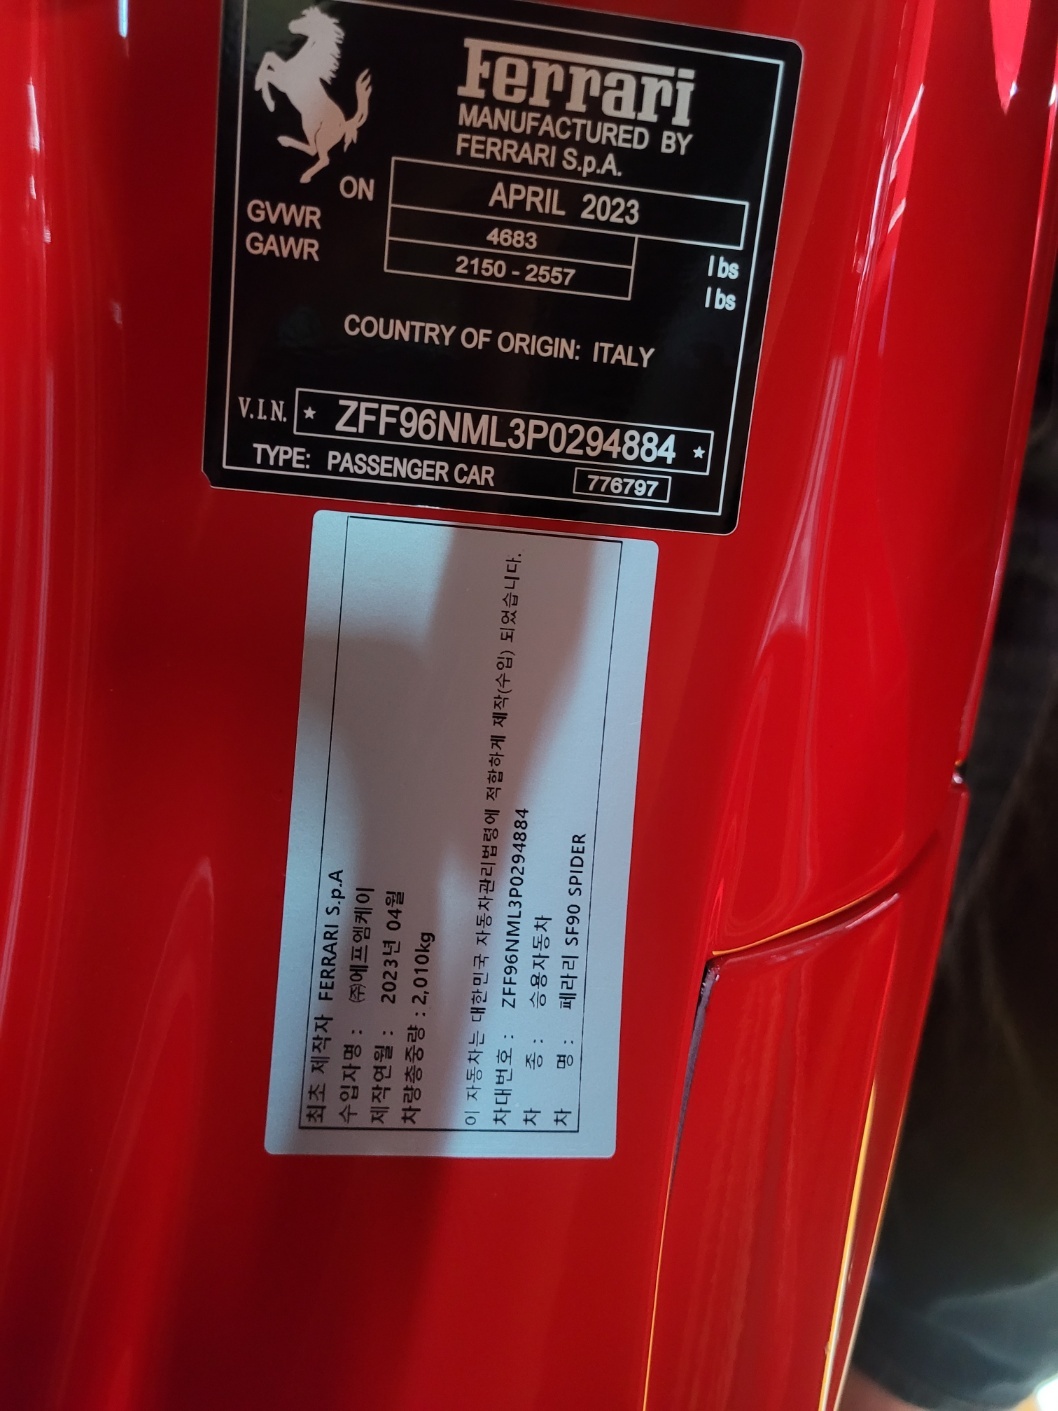 Ferrari
MANUFACTURED BY
FERRARI S.p.A.
ON APRIL 2023
GVWR 4683 lbs
GAWR 2150 - 2557 lbs
COUNTRY OF ORIGIN: ITALY
V.I.N. * ZFF96NML3P0294884 *
TYPE: PASSENGER CAR 776797
최초 제작자 FERRARI S.p.A
수입자명 : ㈜에프엠케이
제작연월 : 2023년 04월
차량총중량 : 2,010kg
이 자동차는 대한민국 자동차관리법령에 적합하게 제작(수입) 되었습니다.
차대번호 : ZFF96NML3P0294884
차 종 : 승용자동차
차 명 : 페라리 SF90 SPIDER